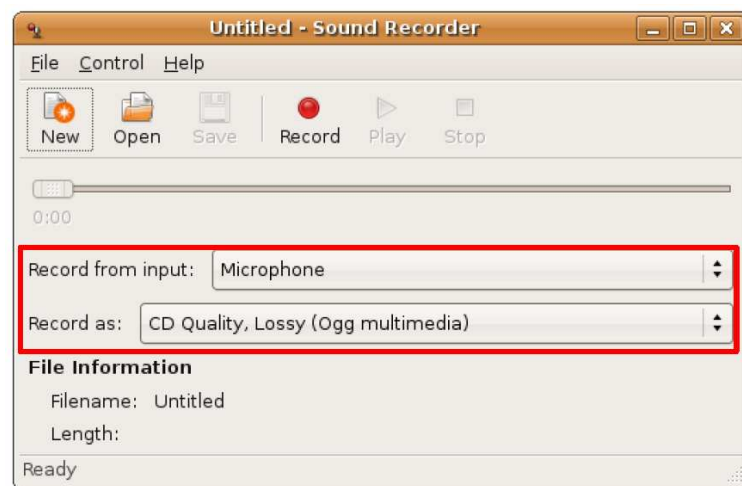 Untitled - Sound Recorder
File Control Help
New Open Save Record Play Stop
0:00
Record from input: Microphone
Record as: CD Quality, Lossy (Ogg multimedia)
File Information
Filename: Untitled
Length:
Ready